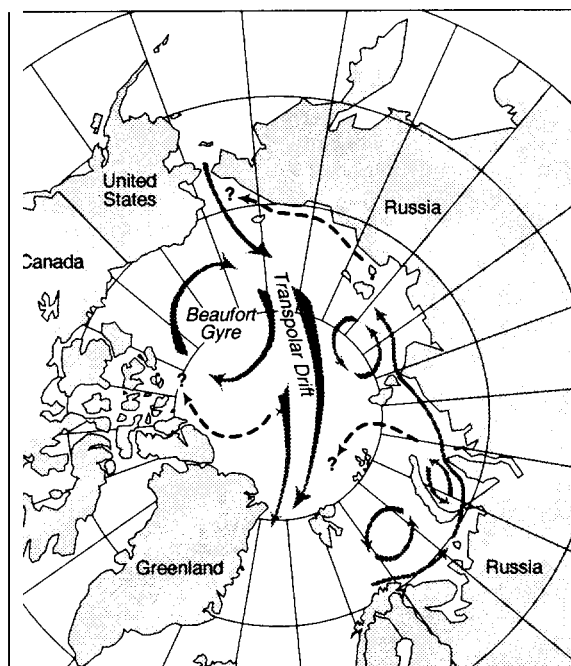 United
States
Canada
?
Russia
Beaufort
Gyre
Transpolar Drift
?
?
Greenland
Russia